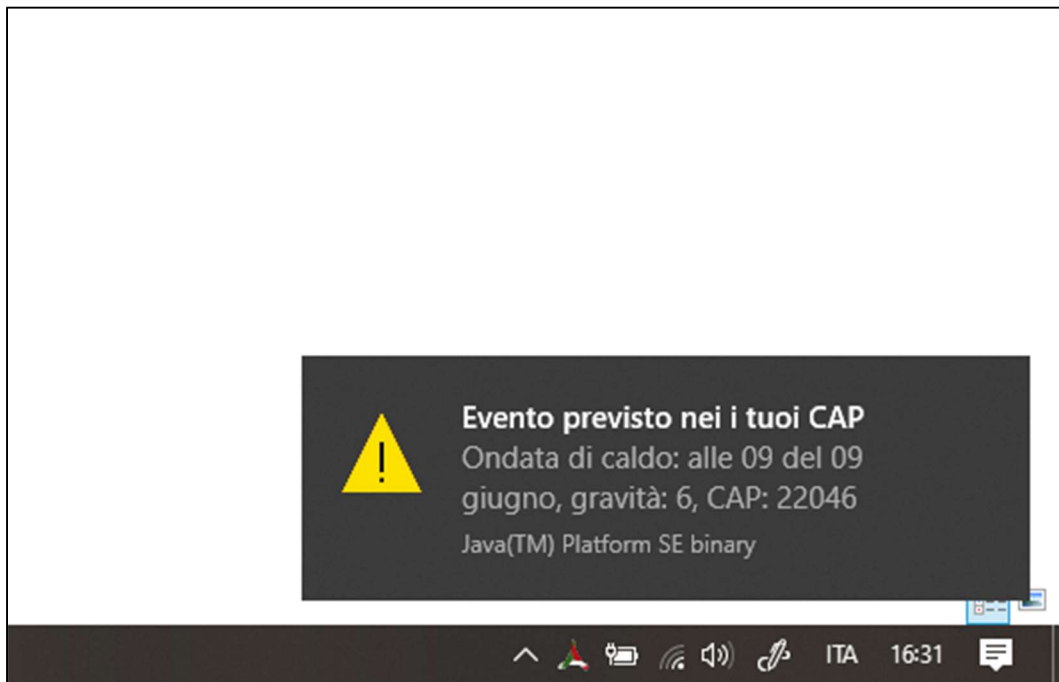 Evento previsto nei i tuoi CAP
Ondata di caldo: alle 09 del 09
giugno, gravità: 6, CAP: 22046
Java(TM) Platform SE binary
ITA 16:31